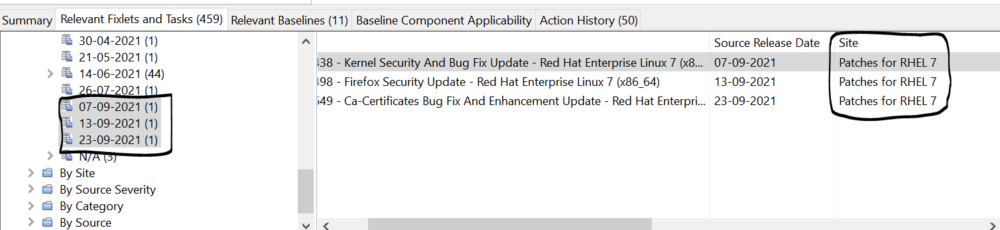 Summary Relevant Fixlets and Tasks (459) Relevant Baselines (11) Baseline Component Applicability Action History (50)
30-04-2021 (1)
21-05-2021 (1)
14-06-2021 (44)
26-07-2021 (1)
07-09-2021 (1)
13-09-2021 (1)
23-09-2021 (1)
N/A (3)
By Site
By Source Severity
By Category
By Source
Source Release Date Site
438 - Kernel Security And Bug Fix Update - Red Hat Enterprise Linux 7 (x8... 07-09-2021 Patches for RHEL 7
498 - Firefox Security Update - Red Hat Enterprise Linux 7 (x86_64) 13-09-2021 Patches for RHEL 7
649 - Ca-Certificates Bug Fix And Enhancement Update - Red Hat Enterpri... 23-09-2021 Patches for RHEL 7